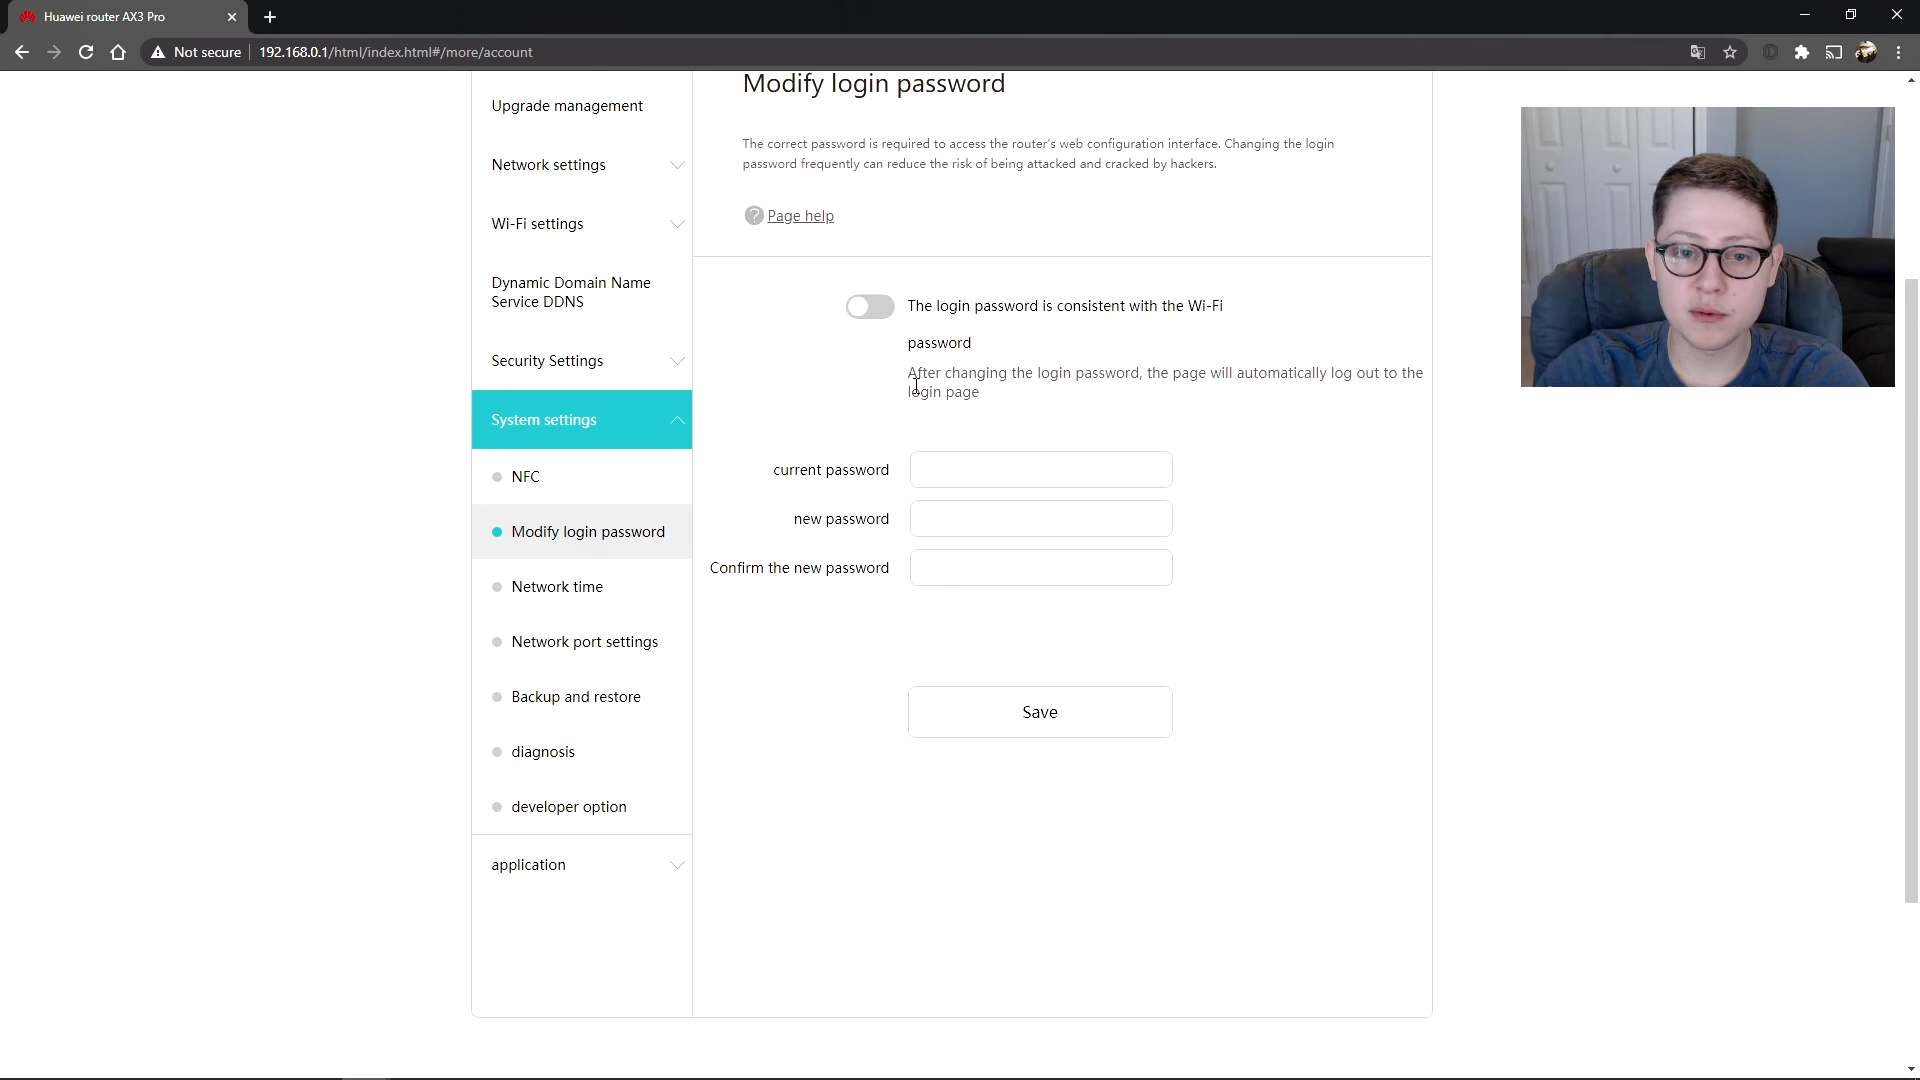 Huawei router AX3 Pro
Not secure 192.168.0.1/html/index.html#/more/account
Upgrade management
Network settings
Wi-Fi settings
Dynamic Domain Name
Service DDNS
Security Settings
System settings
NFC
Modify login password
Network time
Network port settings
Backup and restore
diagnosis
developer option
application
Modify login password
The correct password is required to access the router's web configuration interface. Changing the login
password frequently can reduce the risk of being attacked and cracked by hackers.
? Page help
The login password is consistent with the Wi-Fi
password
After changing the login password, the page will automatically log out to the
login page
current password
new password
Confirm the new password
Save